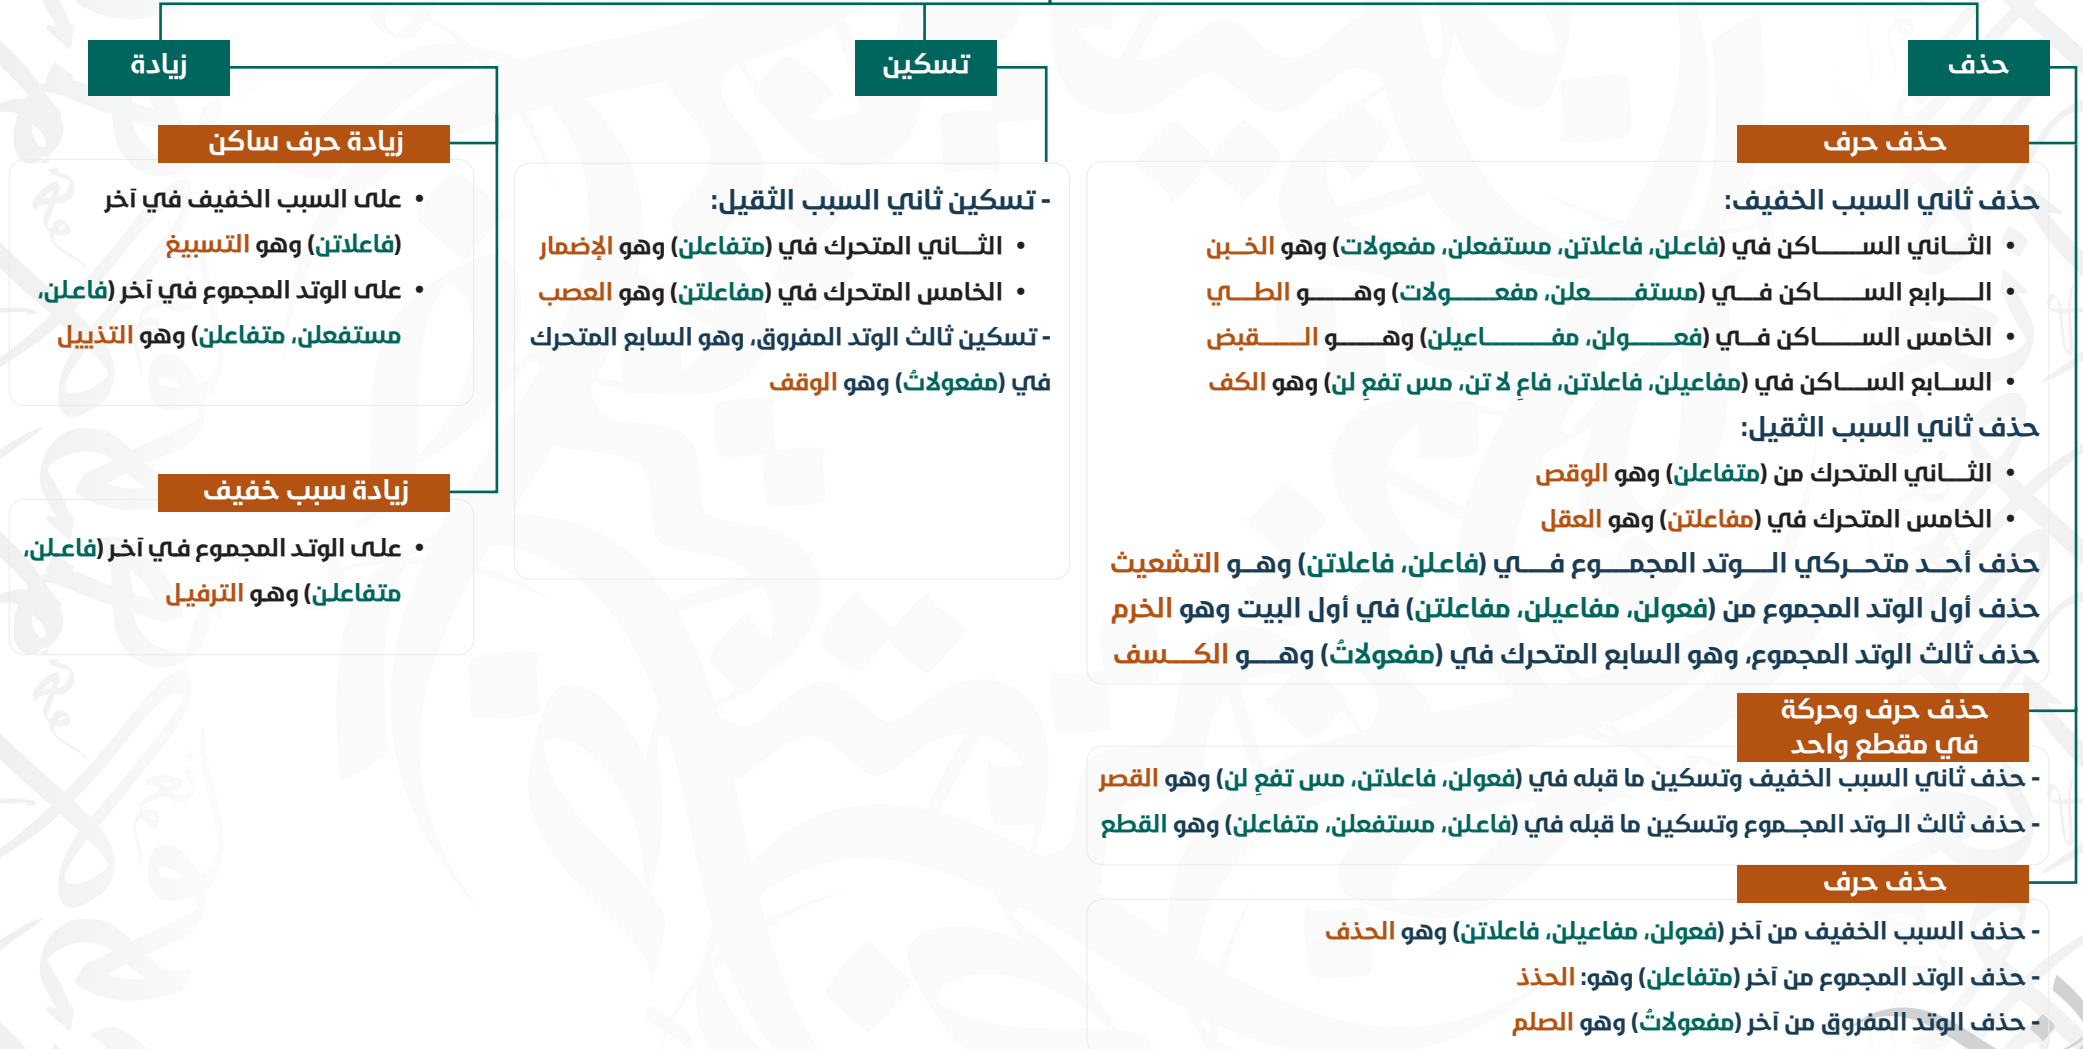 حذف
حذف حرف
حذف ثاني السبب الخفيف:
• الثاني الساكن في (فاعلن، فاعلاتن، مستفعلن، مفعولات) وهو الخبن
• الرابع الساكن في (مستفعلن، مفعولات) وهو الطي
• الخامس الساكن في (فعولن، مفاعيلن) وهو القبض
• السابع الساكن في (مفاعيلن، فاعلاتن، فاعِ لا تن، مس تفعِ لن) وهو الكف
حذف ثاني السبب الثقيل:
• الثاني المتحرك من (متفاعلن) وهو الوقص
• الخامس المتحرك في (مفاعلتن) وهو العقل
حذف أحد متحركي الوتد المجموع في (فاعلن، فاعلاتن) وهو التشعيث
حذف أول الوتد المجموع من (فعولن، مفاعيلن، مفاعلتن) في أول البيت وهو الخرم
حذف ثالث الوتد المجموع، وهو السابع المتحرك في (مفعولاتُ) وهو الكسف
حذف حرف وحركة
في مقطع واحد
- حذف ثاني السبب الخفيف وتسكين ما قبله في (فعولن، فاعلاتن، مس تفعِ لن) وهو القصر
- حذف ثالث الوتد المجموع وتسكين ما قبله في (فاعلن، مستفعلن، متفاعلن) وهو القطع
حذف حرف
- حذف السبب الخفيف من آخر (فعولن، مفاعيلن، فاعلاتن) وهو الحذف
- حذف الوتد المجموع من آخر (متفاعلن) وهو: الحذذ
- حذف الوتد المفروق من آخر (مفعولاتُ) وهو الصلم
تسكين
- تسكين ثاني السبب الثقيل:
• الثاني المتحرك في (متفاعلن) وهو الإضمار
• الخامس المتحرك في (مفاعلتن) وهو العصب
- تسكين ثالث الوتد المفروق، وهو السابع المتحرك
في (مفعولاتُ) وهو الوقف
زيادة
زيادة حرف ساكن
• على السبب الخفيف في آخر
(فاعلاتن) وهو التسبيغ
• على الوتد المجموع في آخر (فاعلن،
مستفعلن، متفاعلن) وهو التذييل
زيادة سبب خفيف
• على الوتد المجموع في آخر (فاعلن،
متفاعلن) وهو الترفيل